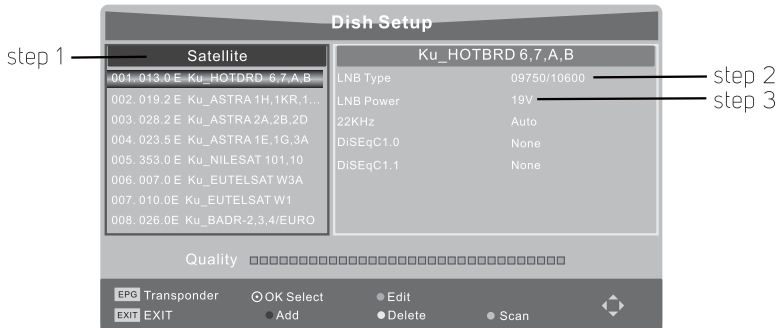 Dish Setup
step 1
Satellite
Ku_HOTBRD 6,7,A,B
001.013.0 E Ku_HOTDRD 6,7,A,B
LNB Type 09750/10600
step 2
002. 019.2 E Ku_ASTRA 1H,1KR,1...
LNB Power 19V
step 3
003. 028.2 E Ku_ASTRA 2A,2B,2D
22KHz Auto
004. 023.5 E Ku_ASTRA 1E,1G,3A
DiSEqC1.0 None
005. 353.0 E Ku_NILESAT 101,10
DiSEqC1.1 None
006. 007.0 E Ku_EUTELSAT W3A
007. 010.0E Ku_EUTELSAT W1
008. 026.0E Ku_BADR-2,3,4/EURO
Quality
EPG Transponder OK Select Edit
EXIT EXIT Add Delete Scan